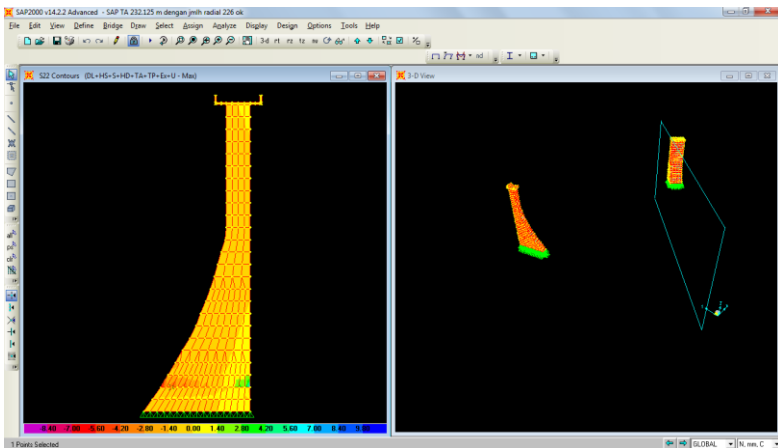 SAP2000 v14.2.2 Advanced - SAP TA 232.125 m dengan jmlh radial 226 ok
File Edit View Define Bridge Draw Select Assign Analyze Display Design Options Tools Help
3-d
nd
S22 Contours (DL+HS+S+HD+TA+TP+Es+U - Max)
3-D View
-8.40 -7.00 -5.60 -4.20 -2.80 -1.40 0.00 1.40 2.80 4.20 5.60 7.00 8.40 9.80
1 Points Selected
GLOBAL
N, mm, C